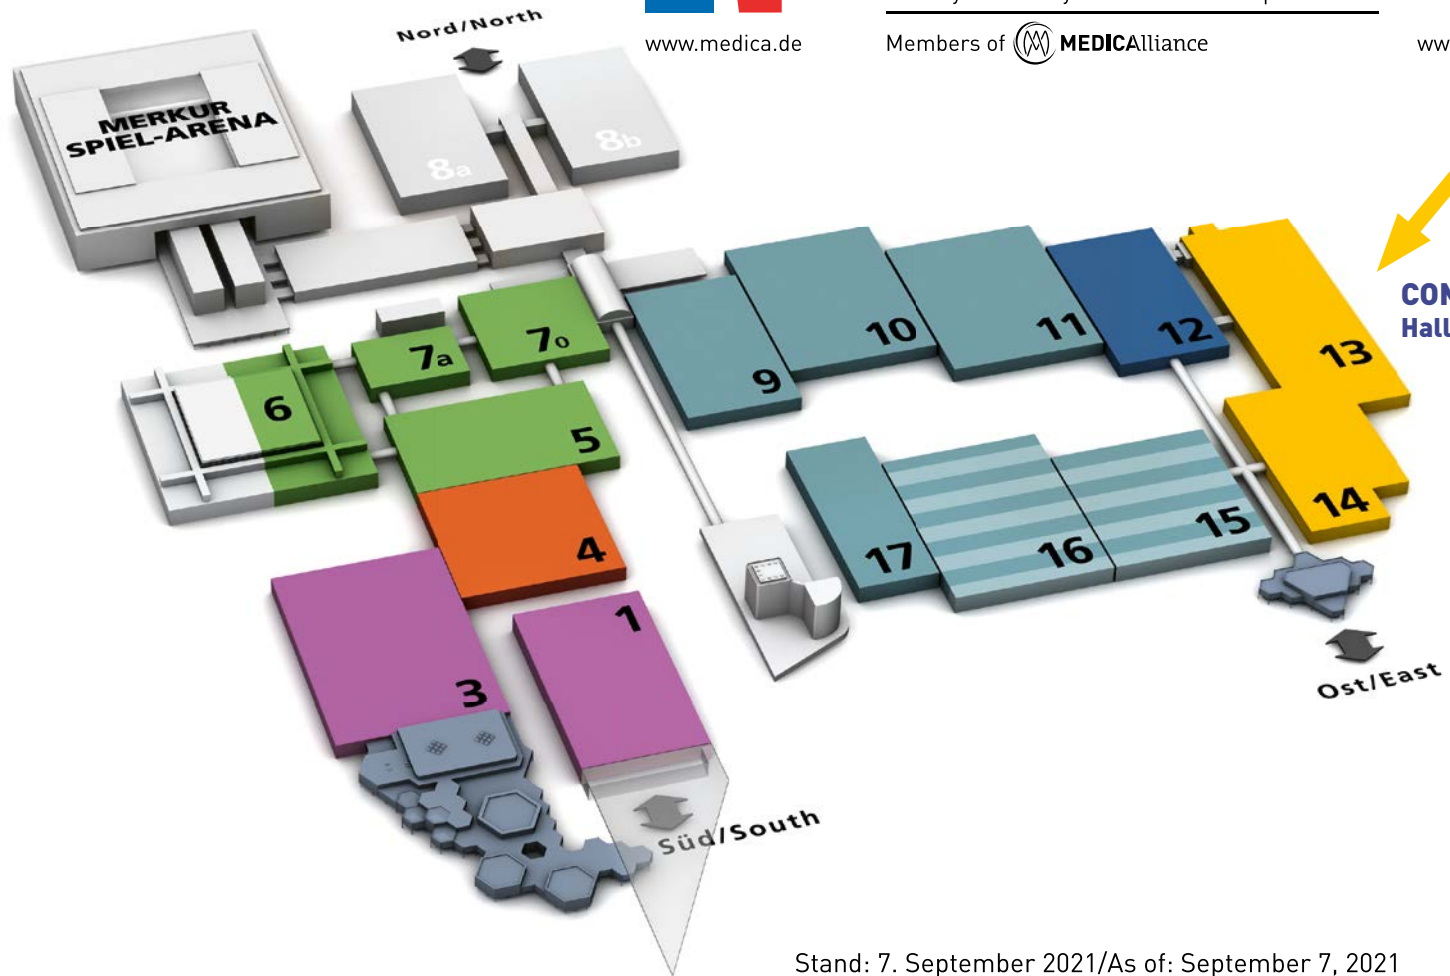 Nord/North
www.medica.de
Members of MEDICAlliance
MERKUR
SPIEL-ARENA
8a
8b
7a
70
6
5
4
3
1
9
10
11
12
13
14
15
16
17
Hall
Ost/East
Süd/South
Stand: 7. September 2021/As of: September 7, 2021